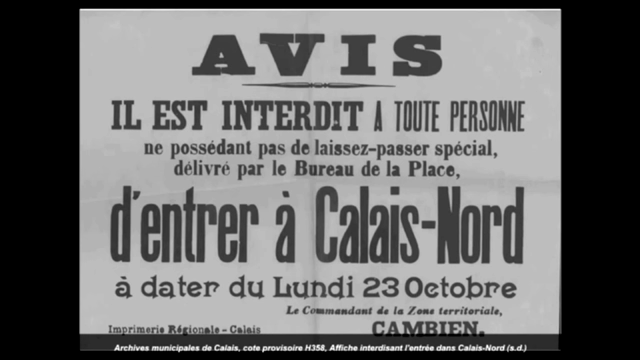 AVIS
IL EST INTERDIT A TOUTE PERSONNE
ne possédant pas de laissez-passer spécial,
délivré par le Bureau de la Place,
d'entrer à Calais-Nord
à dater du Lundi 23 Octobre
Le Commandant de la Zone territoriale,
Imprimerie Régionale - Calais
CAMBIEN.
Archives municipales de Calais, cote provisoire H358, Affiche interdisant l'entrée dans Calais-Nord (s.d.)